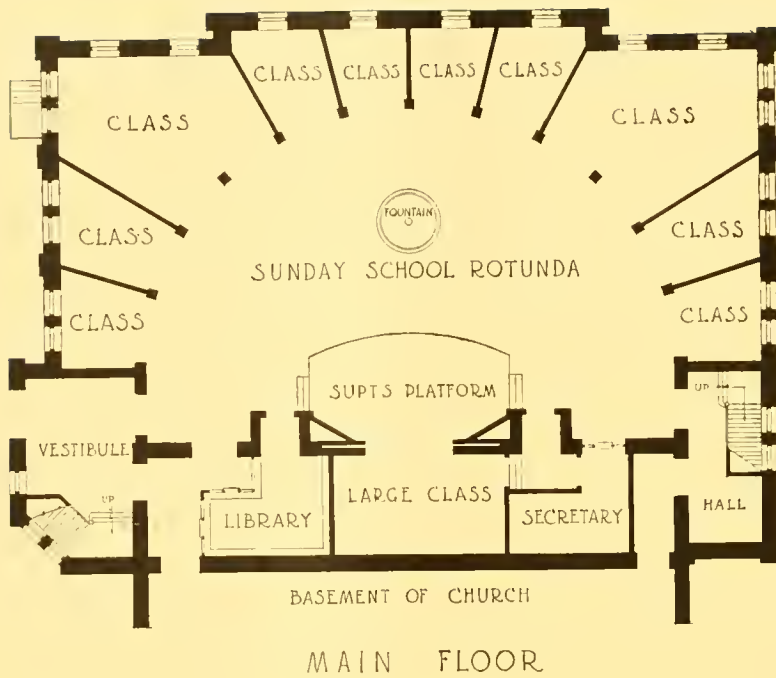 CLASS
CLASS
CLASS
CLASS
CLASS
CLASS
FOUNTAIN
CLASS
CLASS
SUNDAY SCHOOL ROTUNDA
CLASS
CLASS
SUPTS PLATFORM
UP
VESTIBULE
UP
LIBRARY
LARGE CLASS
SECRETARY
HALL
BASEMENT OF CHURCH
MAIN FLOOR